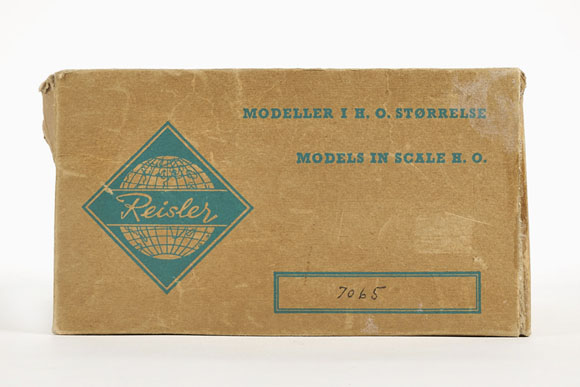 MODELLER I H. O. STØRRELSE
MODELS IN SCALE H. O.
Reisler
7065